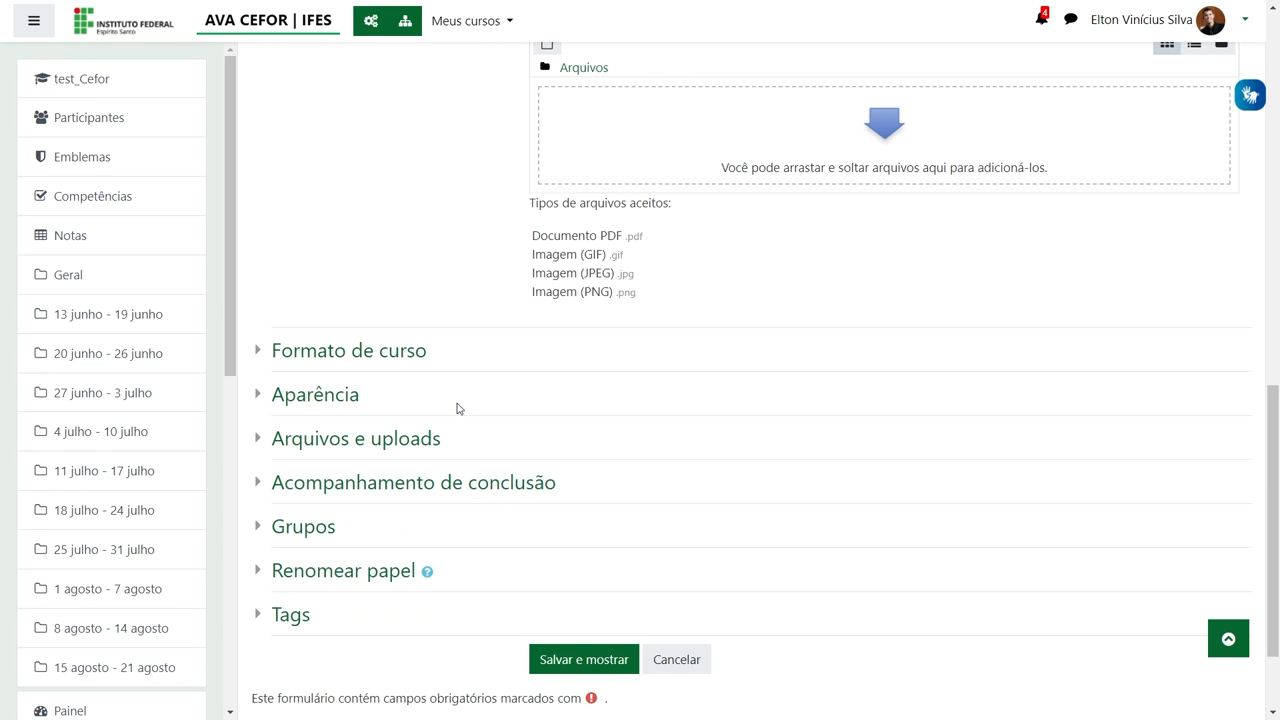 INSTITUTO FEDERAL
Espírito Santo
AVA CEFOR | IFES
Meus cursos
4
Elton Vinícius Silva
test_Cefor
Participantes
Emblemas
Competências
Notas
Geral
13 junho - 19 junho
20 junho - 26 junho
27 junho - 3 julho
4 julho - 10 julho
11 julho - 17 julho
18 julho - 24 julho
25 julho - 31 julho
1 agosto - 7 agosto
8 agosto - 14 agosto
15 agosto - 21 agosto
Painel
Arquivos
Você pode arrastar e soltar arquivos aqui para adicioná-los.
Tipos de arquivos aceitos:
Documento PDF .pdf
Imagem (GIF) .gif
Imagem (JPEG) .jpg
Imagem (PNG) .png
Formato de curso
Aparência
Arquivos e uploads
Acompanhamento de conclusão
Grupos
Renomear papel ?
Tags
Salvar e mostrar
Cancelar
Este formulário contém campos obrigatórios marcados com ! .